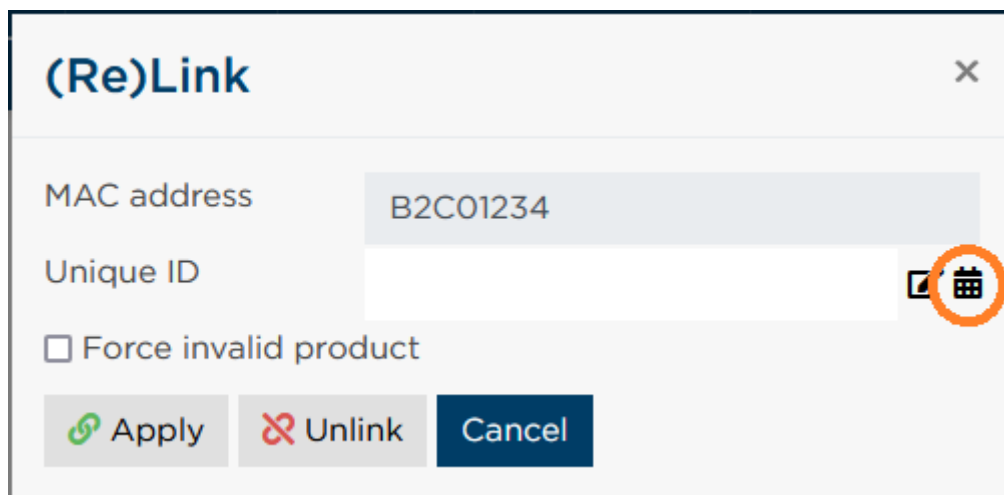 (Re)Link
MAC address
B2C01234
Unique ID
Force invalid product
Apply
Unlink
Cancel